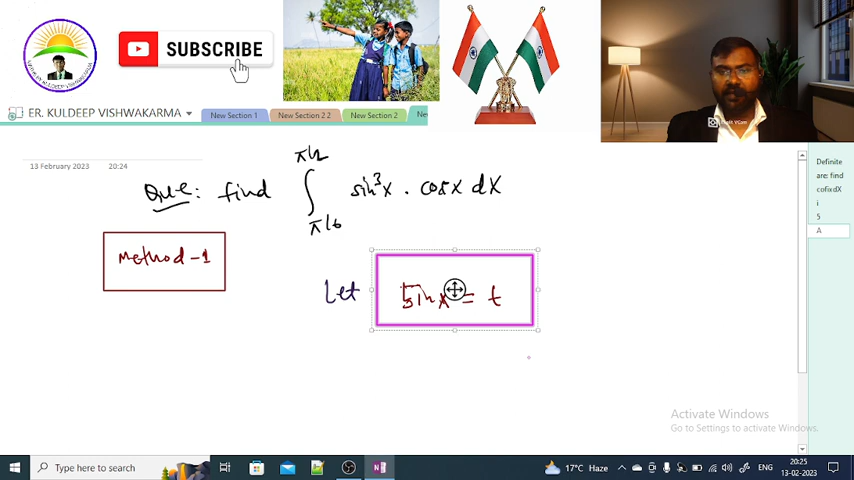 SUBSCRIBE
ER. KULDEEP VISHWAKARMA
New Section 1
New Section 2 2
New Section 2
13 February 2023
20:24
Que: find ∫ π/6 π/2 sin³x . cosx dx
Method-1
Let sinx = t
Definite
are: find
cofixdX
i
5
A
Activate Windows
Go to Settings to activate Windows.
Type here to search
17°C Haze
ENG
20:25
13-02-2023